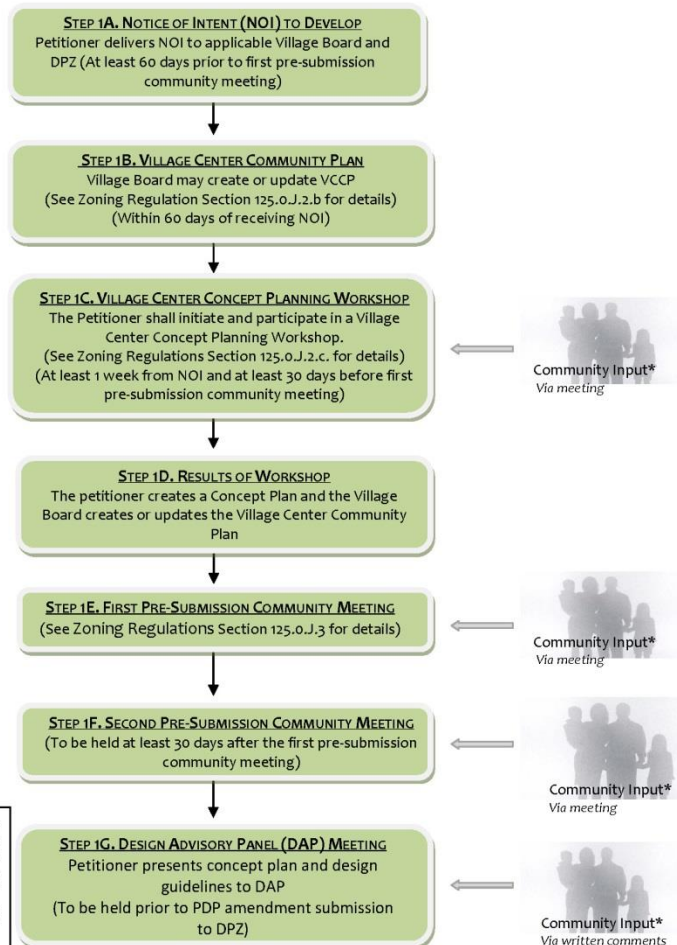 STEP 1A. NOTICE OF INTENT (NOI) TO DEVELOP
Petitioner delivers NOI to applicable Village Board and
DPZ (At least 60 days prior to first pre-submission
community meeting)
STEP 1B. VILLAGE CENTER COMMUNITY PLAN
Village Board may create or update VCCP
(See Zoning Regulation Section 125.0.J.2.b for details)
(Within 60 days of receiving NOI)
STEP 1C. VILLAGE CENTER CONCEPT PLANNING WORKSHOP
The Petitioner shall initiate and participate in a Village
Center Concept Planning Workshop.
(See Zoning Regulations Section 125.0.J.2.c. for details)
(At least 1 week from NOI and at least 30 days before first
pre-submission community meeting)
Community Input*
Via meeting
STEP 1D. RESULTS OF WORKSHOP
The petitioner creates a Concept Plan and the Village
Board creates or updates the Village Center Community
Plan
STEP 1E. FIRST PRE-SUBMISSION COMMUNITY MEETING
(See Zoning Regulations Section 125.0.J.3 for details)
Community Input*
Via meeting
STEP 1F. SECOND PRE-SUBMISSION COMMUNITY MEETING
(To be held at least 30 days after the first pre-submission
community meeting)
Community Input*
Via meeting
STEP 1G. DESIGN ADVISORY PANEL (DAP) MEETING
Petitioner presents concept plan and design
guidelines to DAP
(To be held prior to PDP amendment submission
to DPZ)
Community Input*
Via written comments